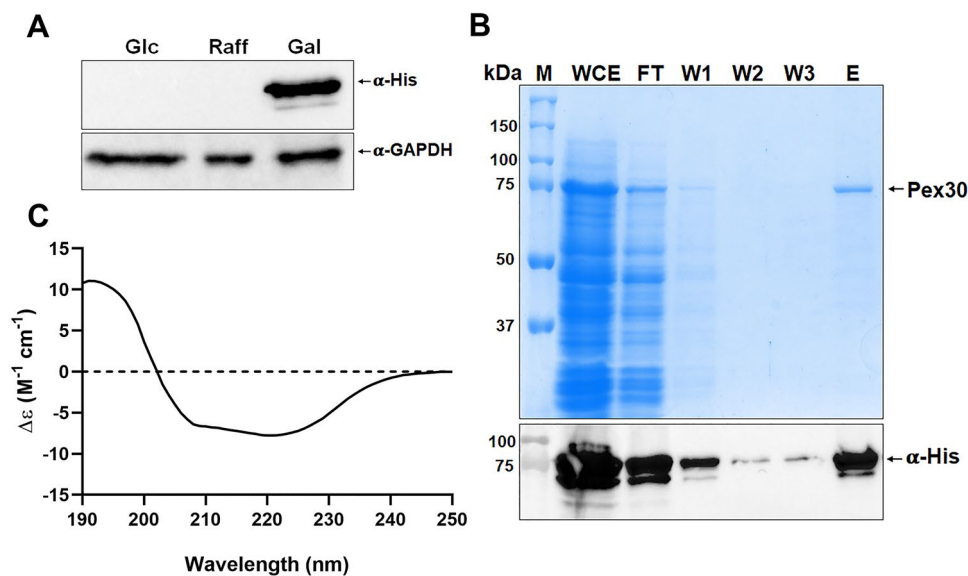 A
Glc Raff Gal
←α-His
←α-GAPDH
B
kDa M WCE FT W1 W2 W3 E
150
100
75
←Pex30
50
37
100
75
←α-His
C
15
10
5
0
-5
-10
-15
Δε (M⁻¹ cm⁻¹)
190 200 210 220 230 240 250
Wavelength (nm)